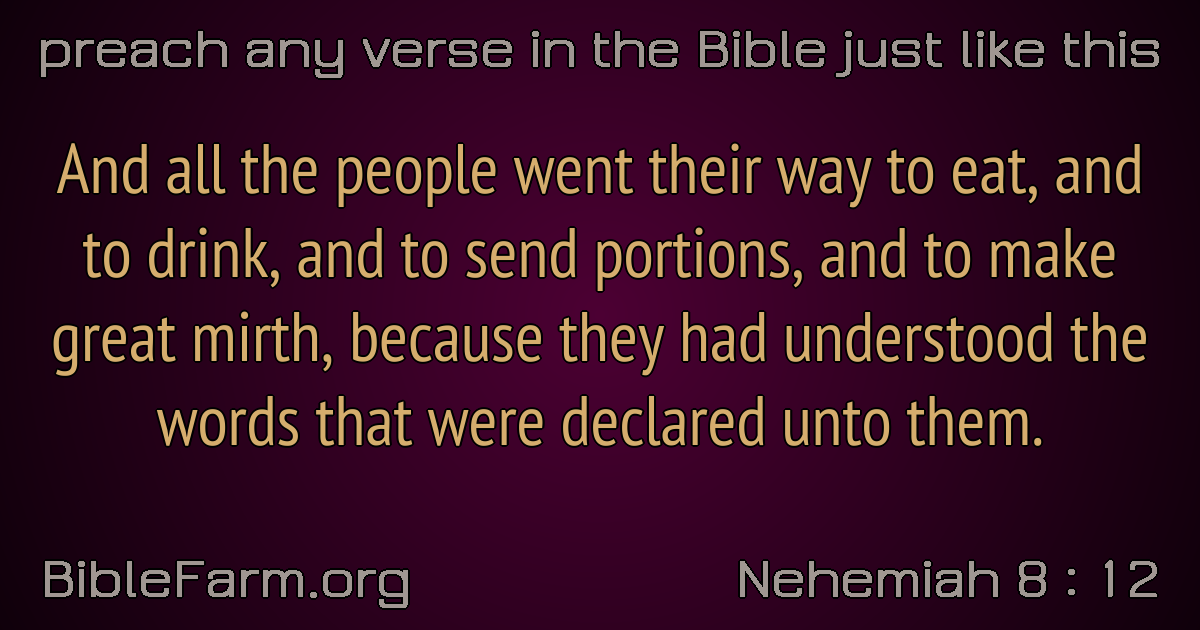 preach any verse in the Bible just like this
And all the people went their way to eat, and
to drink, and to send portions, and to make
great mirth, because they had understood the
words that were declared unto them.
BibleFarm.org
Nehemiah 8 : 12